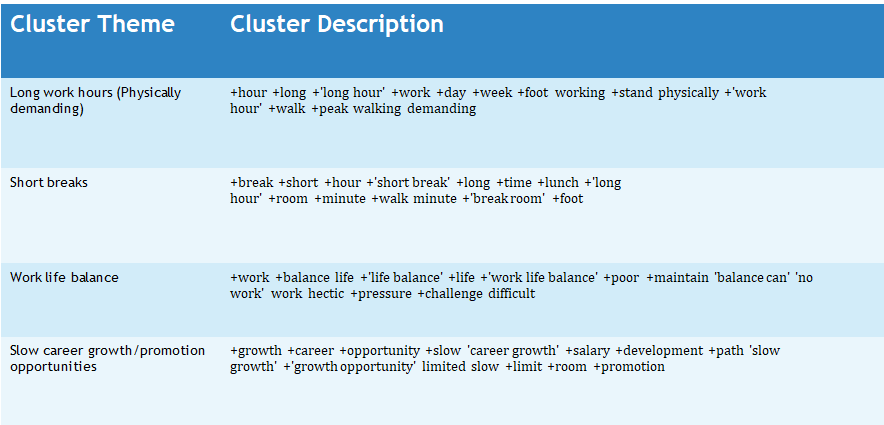 Cluster Theme Cluster Description
Long work hours (Physically demanding) +hour +long +'long hour' +work +day +week +foot working +stand physically +'work
hour' +walk +peak walking demanding
Short breaks +break +short +hour +'short break' +long +time +lunch +'long
hour' +room +minute +walk minute +'break room' +foot
Work life balance +work +balance life +'life balance' +life +'work life balance' +poor +maintain 'balance can' 'no
work' work hectic +pressure +challenge difficult
Slow career growth/promotion opportunities +growth +career +opportunity +slow 'career growth' +salary +development +path 'slow
growth' +'growth opportunity' limited slow +limit +room +promotion